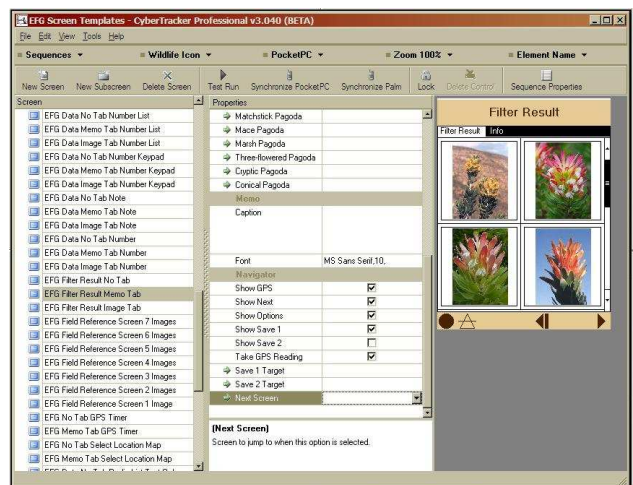 EFG Screen Templates - CyberTracker Professional v3.040 (BETA)
File Edit View Tools Help
Sequences Wildlife Icon PocketPC Zoom 100% Element Name
New Screen New Subscreen Delete Screen Test Run Synchronize PocketPC Synchronize Palm Lock Delete Control Sequence Properties
Screen
EFG Data No Tab Number List
EFG Data Memo Tab Number List
EFG Data Image Tab Number List
EFG Data No Tab Number Keypad
EFG Data Memo Tab Number Keypad
EFG Data Image Tab Number Keypad
EFG Data No Tab Note
EFG Data Memo Tab Note
EFG Data Image Tab Note
EFG Data No Tab Number
EFG Data Memo Tab Number
EFG Data Image Tab Number
EFG Filter Result No Tab
EFG Filter Result Memo Tab
EFG Filter Result Image Tab
EFG Field Reference Screen 7 Images
EFG Field Reference Screen 6 Images
EFG Field Reference Screen 5 Images
EFG Field Reference Screen 4 Images
EFG Field Reference Screen 3 Images
EFG Field Reference Screen 2 Images
EFG Field Reference Screen 1 Image
EFG No Tab GPS Timer
EFG Memo Tab GPS Timer
EFG No Tab Select Location Map
EFG Memo Tab Select Location Map
Properties
Matchstick Pagoda
Mace Pagoda
Marsh Pagoda
Three-flowered Pagoda
Cryptic Pagoda
Conical Pagoda
Memo
Caption
Font MS Sans Serif,10,
Navigator
Show GPS
Show Next
Show Options
Show Save 1
Show Save 2
Take GPS Reading
Save 1 Target
Save 2 Target
Next Screen
(Next Screen)
Screen to jump to when this option is selected.
Filter Result
Filter Result Info